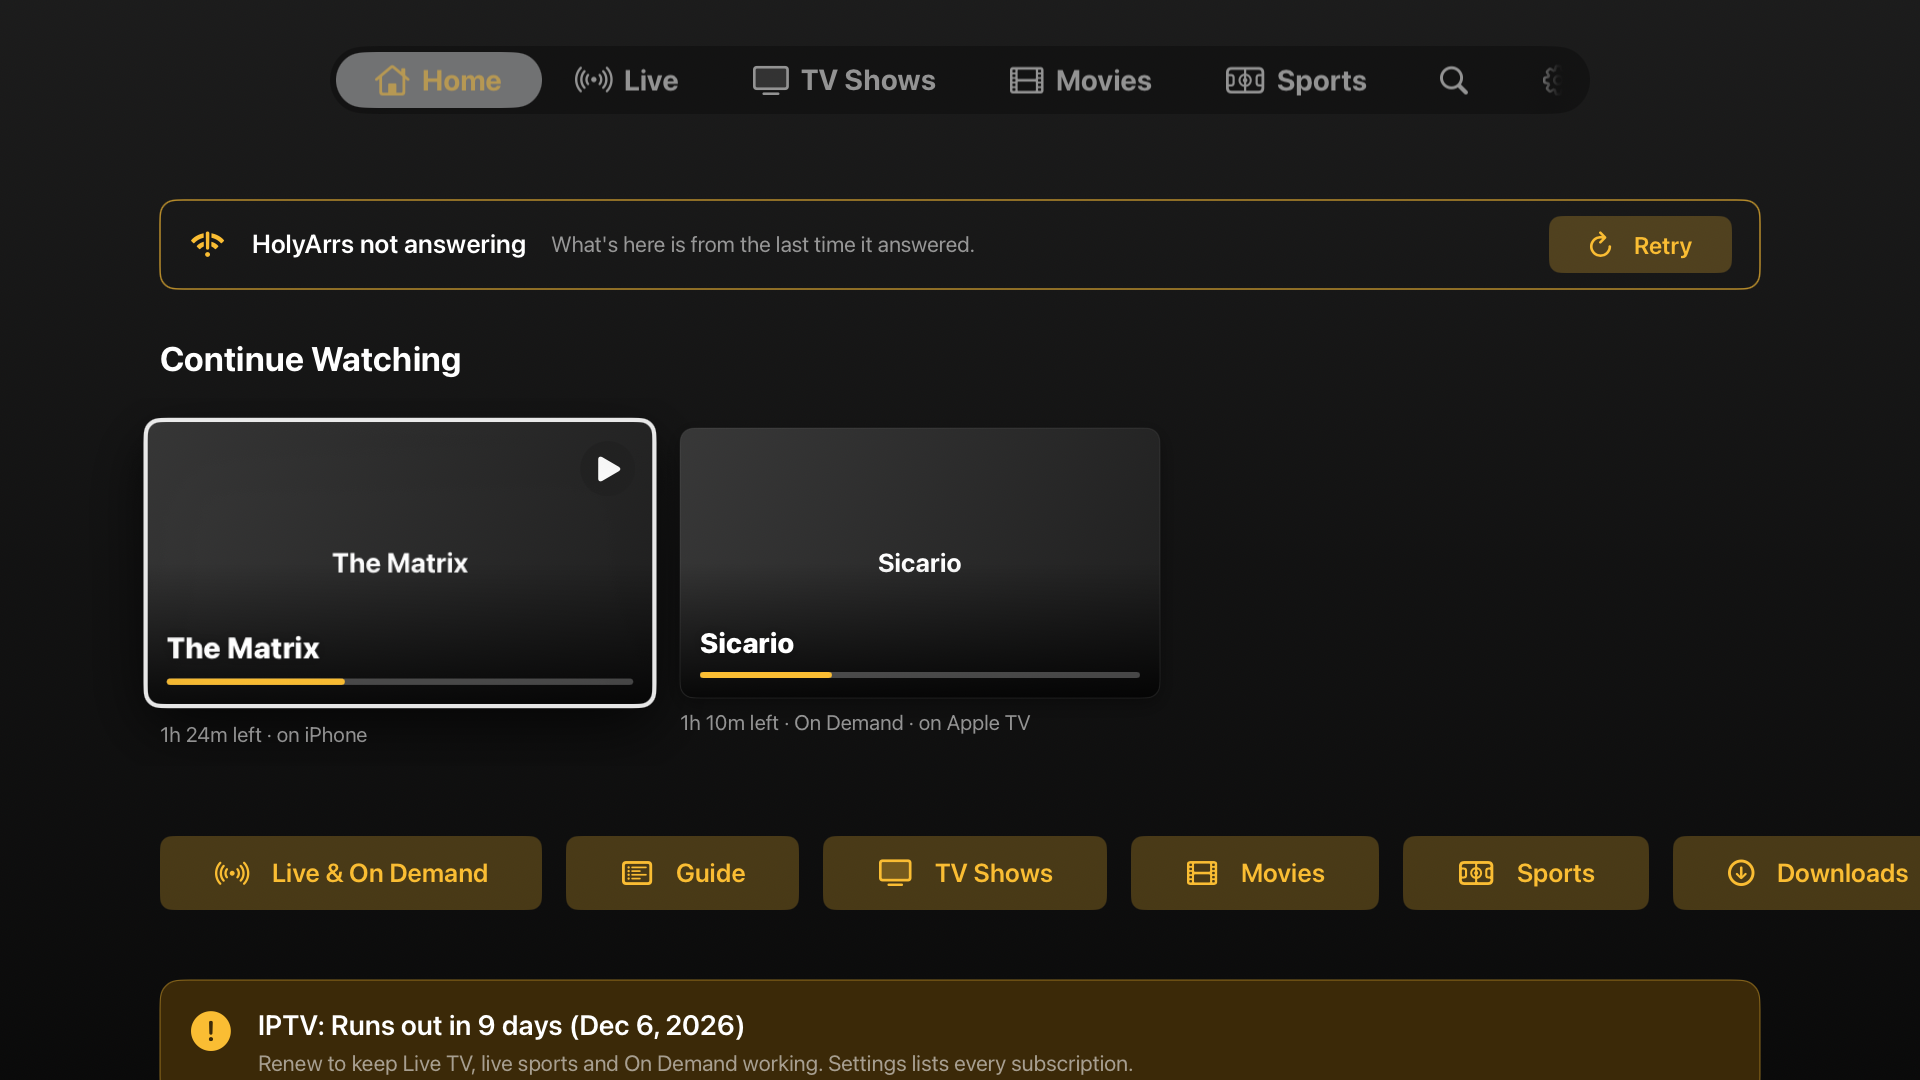 Home
Live
TV Shows
Movies
Sports
HolyArrs not answering
What's here is from the last time it answered.
Retry
Continue Watching
The Matrix
The Matrix
1h 24m left · on iPhone
Sicario
Sicario
1h 10m left · On Demand · on Apple TV
Live & On Demand
Guide
TV Shows
Movies
Sports
Downloads
IPTV: Runs out in 9 days (Dec 6, 2026)
Renew to keep Live TV, live sports and On Demand working. Settings lists every subscription.